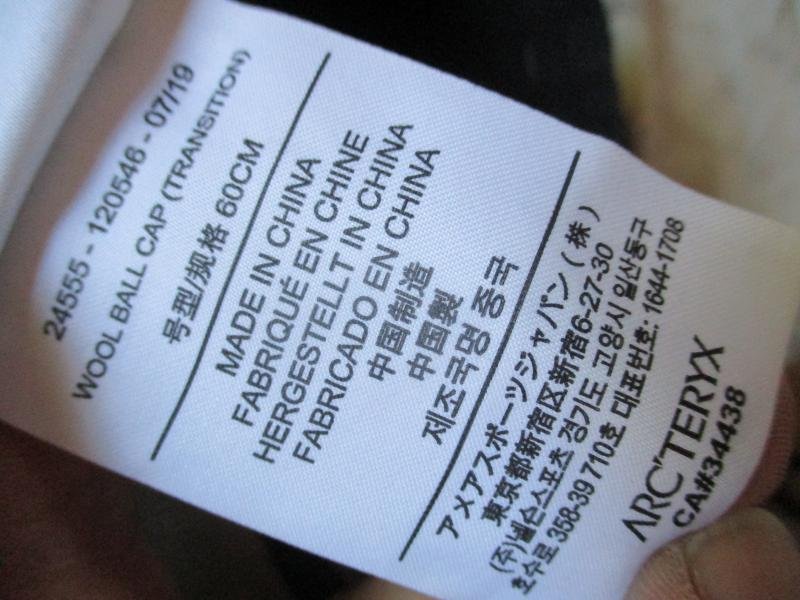 24555 - 120546 - 07/19
WOOL BALL CAP (TRANSITION)
号型/规格 60CM
MADE IN CHINA
FABRIQUÉ EN CHINE
HERGESTELLT IN CHINA
FABRICADO EN CHINA
中国制造
中国製
제조국명 중국
アメアスポーツジャパン(株)
東京都新宿区新宿6-27-30
(주)넬슨스포츠 경기도 고양시 일산동구
호수로 358-39 710호 대표번호: 1644-1708
ARC'TERYX
CA#34438